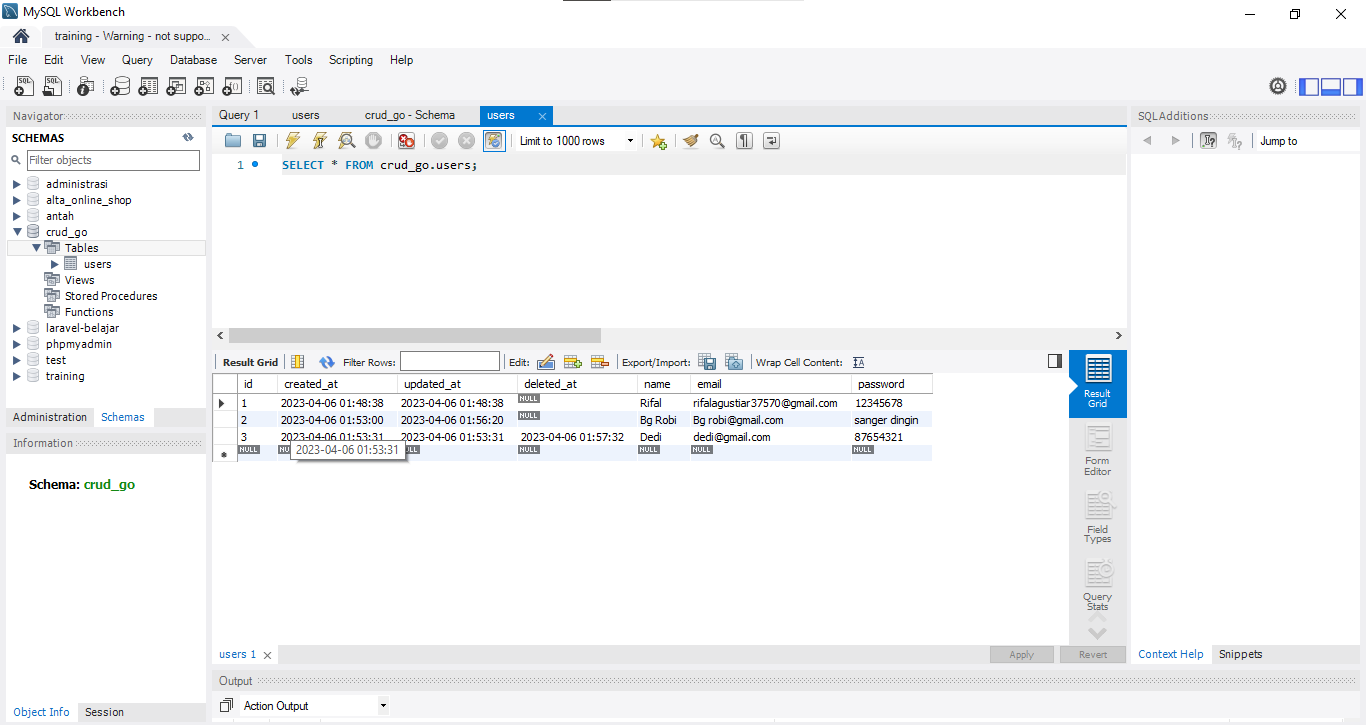 MySQL Workbench
training - Warning - not suppo...
File Edit View Query Database Server Tools Scripting Help
Navigator
SCHEMAS
Filter objects
administrasi
alta_online_shop
antah
crud_go
Tables
users
Views
Stored Procedures
Functions
laravel-belajar
phpmyadmin
test
training
Administration Schemas
Information
Schema: crud_go
Object Info Session
Query 1 users crud_go - Schema users
Limit to 1000 rows
1 SELECT * FROM crud_go.users;
Result Grid Filter Rows: Edit: Export/Import: Wrap Cell Content:
id created_at updated_at deleted_at name email password
1 2023-04-06 01:48:38 2023-04-06 01:48:38 NULL Rifal rifalagustiar37570@gmail.com 12345678
2 2023-04-06 01:53:00 2023-04-06 01:56:20 NULL Bg Robi Bg robi@gmail.com sanger dingin
3 2023-04-06 01:53:31 2023-04-06 01:53:31 2023-04-06 01:57:32 Dedi dedi@gmail.com 87654321
NULL NULL NULL NULL NULL NULL
2023-04-06 01:53:31
Result
Grid
Form
Editor
Field
Types
Query
Stats
users 1
Apply Revert
Output
Action Output
SQLAdditions
Jump to
Context Help Snippets